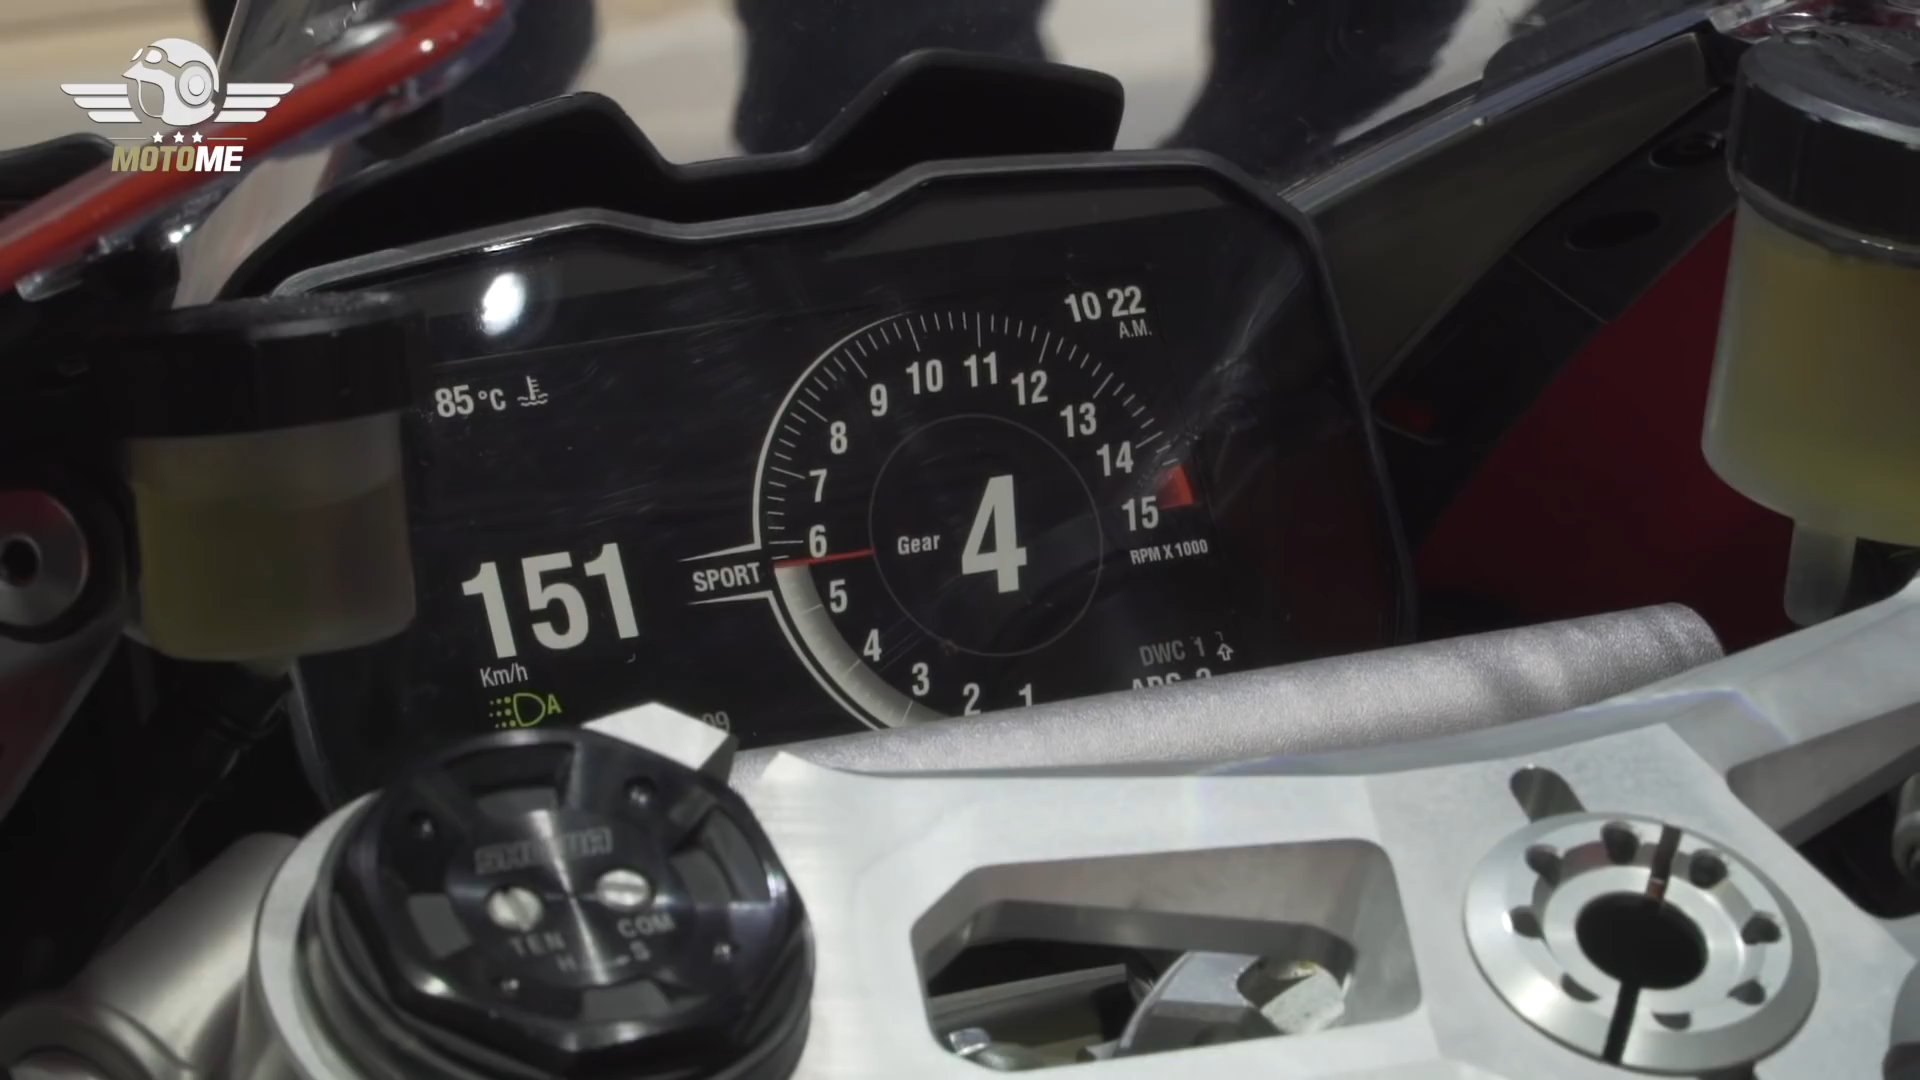 MOTOME
10 22
A.M.
85°C
10 11
9 12
8 13
7 14
6 15
RPM X 1000
Gear 4
151
SPORT
5
4
3
2
1
Km/h
A
DWC 1
09
COM
TEN
H S